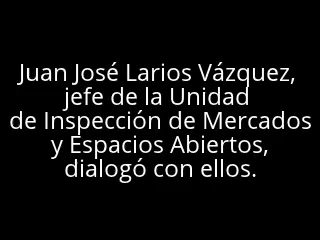 Juan José Larios Vázquez,
jefe de la Unidad
de Inspección de Mercados
y Espacios Abiertos,
dialogó con ellos.